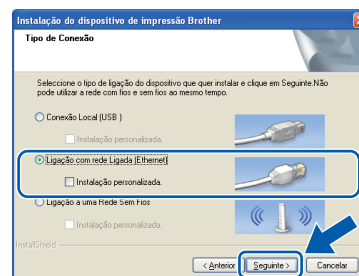 Instalação do dispositivo de impressão Brother
Tipo de Conexão
Seleccione o tipo de ligação do dispositivo que quer instalar e clique em Seguinte.Não
pode utilizar a rede com fios e sem fios ao mesmo tempo.
Conexão Local (USB )
Instalação personalizada.
Ligação com rede Ligada (Ethernet)
Instalação personalizada.
Ligação a uma Rede Sem Fios
Instalação personalizada.
InstallShield
< Anterior
Seguinte >
Cancelar